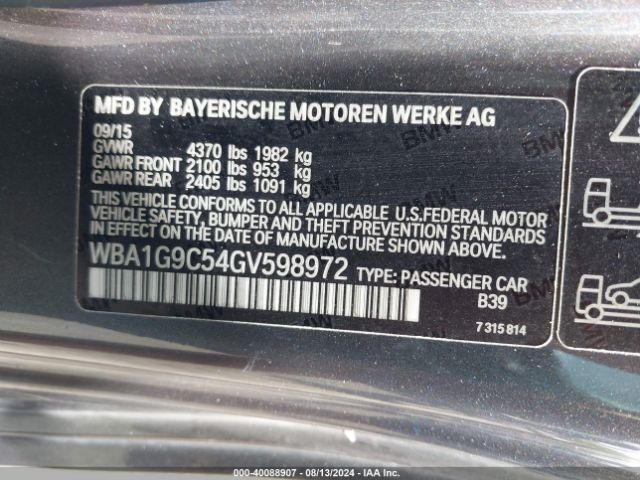 MFD BY BAYERISCHE MOTOREN WERKE AG
09/15
GVWR 4370 lbs 1982 kg
GAWR FRONT 2100 lbs 953 kg
GAWR REAR 2405 lbs 1091 kg
THIS VEHICLE CONFORMS TO ALL APPLICABLE U.S.FEDERAL MOTOR
VEHICLE SAFETY, BUMPER AND THEFT PREVENTION STANDARDS
IN EFFECT ON THE DATE OF MANUFACTURE SHOWN ABOVE.
WBA1G9C54GV598972 TYPE: PASSENGER CAR
B39
7 315 814
000-40088907 - 08/13/2024 - IAA Inc.